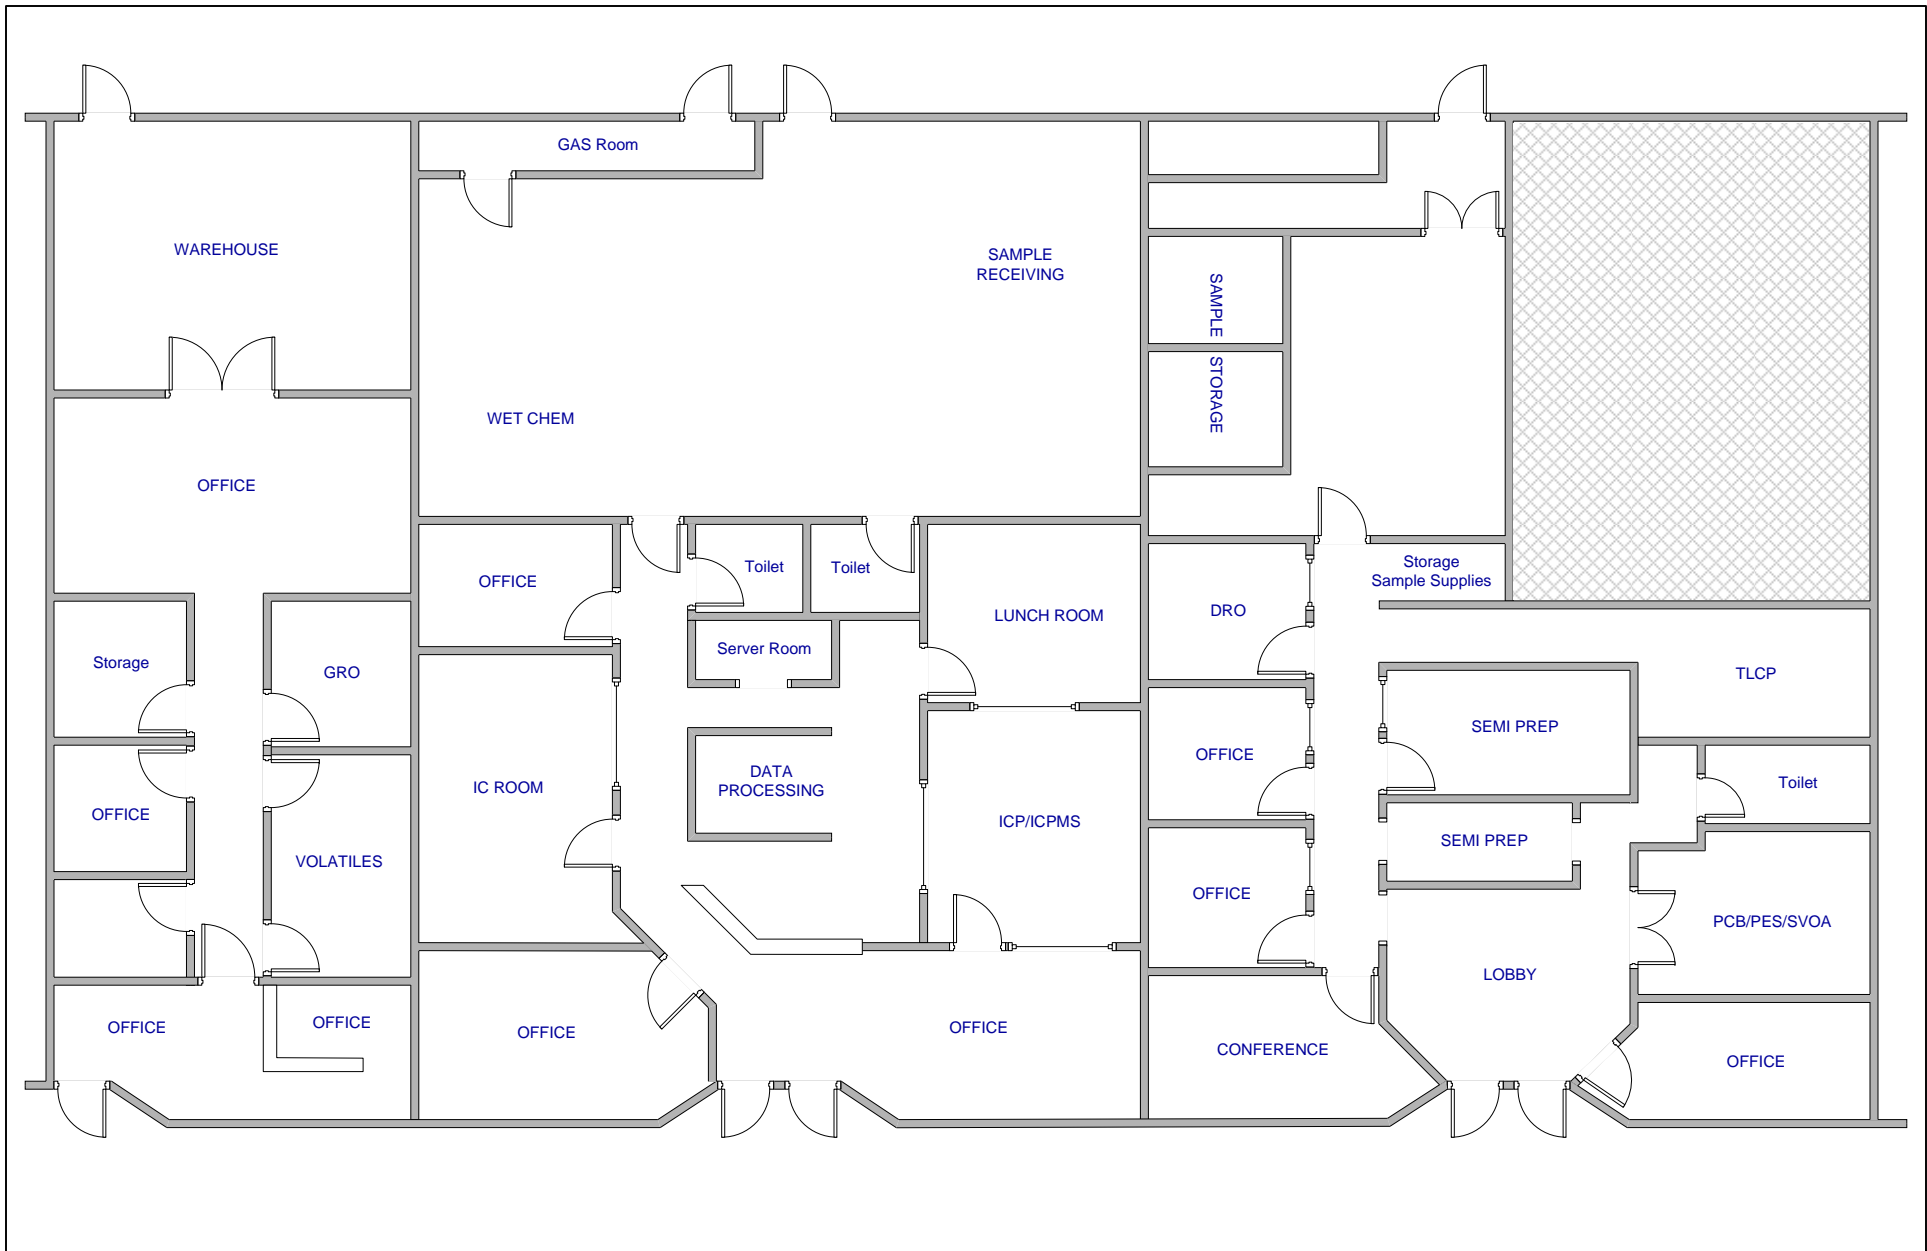 GAS Room
WAREHOUSE
SAMPLE
RECEIVING
SAMPLE
STORAGE
WET CHEM
OFFICE
OFFICE
Toilet
Toilet
Storage
Sample Supplies
LUNCH ROOM
DRO
Server Room
Storage
GRO
TLCP
SEMI PREP
OFFICE
DATA
PROCESSING
IC ROOM
Toilet
OFFICE
ICP/ICPMS
SEMI PREP
VOLATILES
OFFICE
PCB/PES/SVOA
LOBBY
OFFICE
OFFICE
OFFICE
OFFICE
CONFERENCE
OFFICE